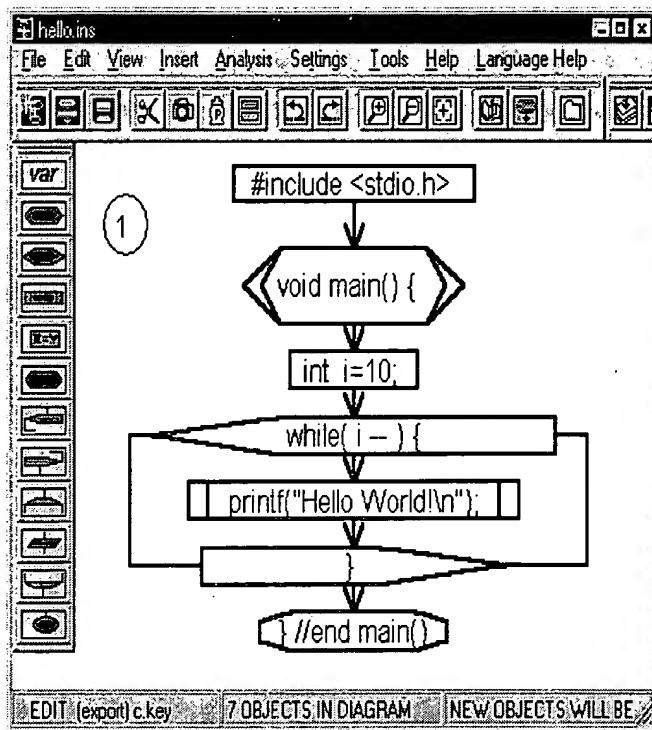 hello.ins
File Edit View Insert Analysis Settings Tools Help Language Help
var
1
#include <stdio.h>
void main() {
int i=10;
X=Y
while( i -- ) {
printf("Hello World!\n");
}
} //end main()
EDIT (export) c.key 7 OBJECTS IN DIAGRAM NEW OBJECTS WILL BE